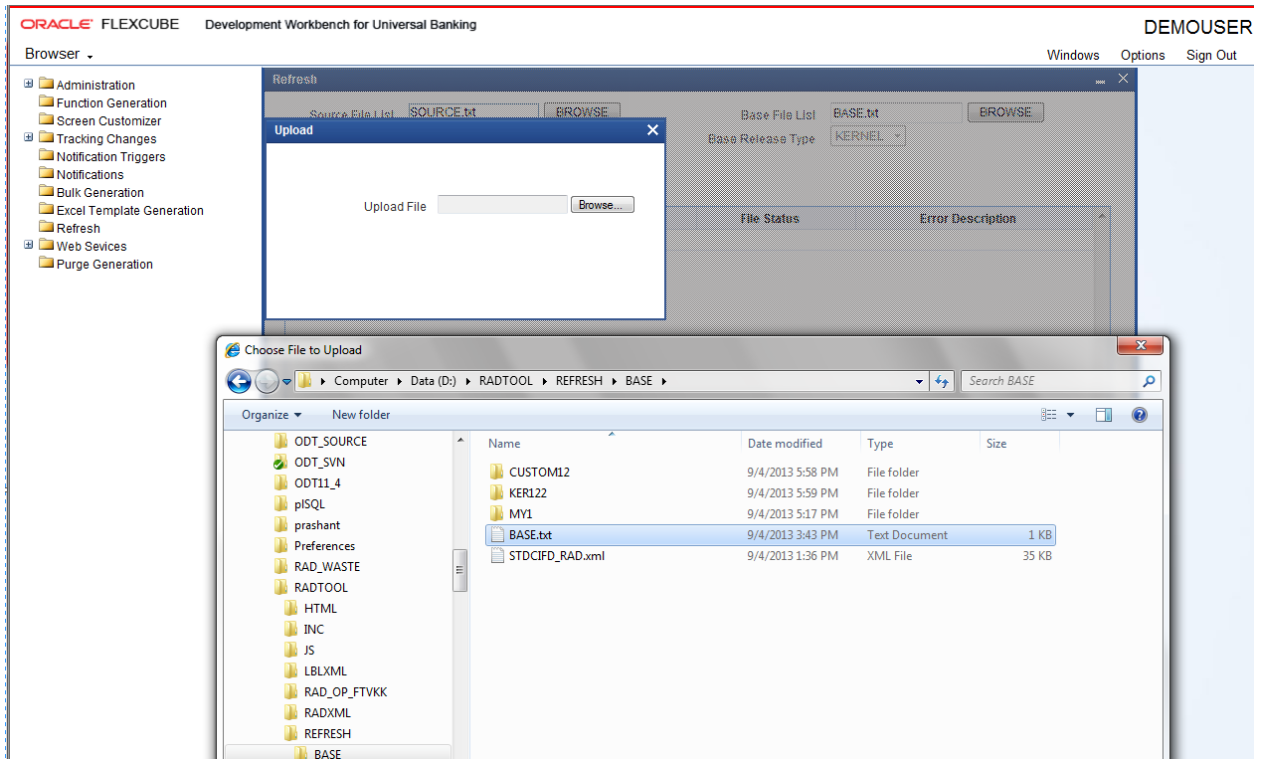 ORACLE FLEXCUBE Development Workbench for Universal Banking
DEMOUSER
Browser
Windows Options Sign Out
Administration
Function Generation
Screen Customizer
Tracking Changes
Notification Triggers
Notifications
Bulk Generation
Excel Template Generation
Refresh
Web Sevices
Purge Generation
Refresh
Source File List SOURCE.txt BROWSE Base File List BASE.txt BROWSE
Base Release Type KERNEL
Upload
Upload File Browse...
File Status Error Description
Choose File to Upload
Computer Data (D:) RADTOOL REFRESH BASE Search BASE
Organize New folder
ODT_SOURCE
ODT_SVN
ODT11_4
plSQL
prashant
Preferences
RAD_WASTE
RADTOOL
HTML
INC
JS
LBLXML
RAD_OP_FTVKK
RADXML
REFRESH
BASE
Name Date modified Type Size
CUSTOM12 9/4/2013 5:58 PM File folder
KER122 9/4/2013 5:59 PM File folder
MY1 9/4/2013 5:17 PM File folder
BASE.txt 9/4/2013 3:43 PM Text Document 1 KB
STDCIFD_RAD.xml 9/4/2013 1:36 PM XML File 35 KB